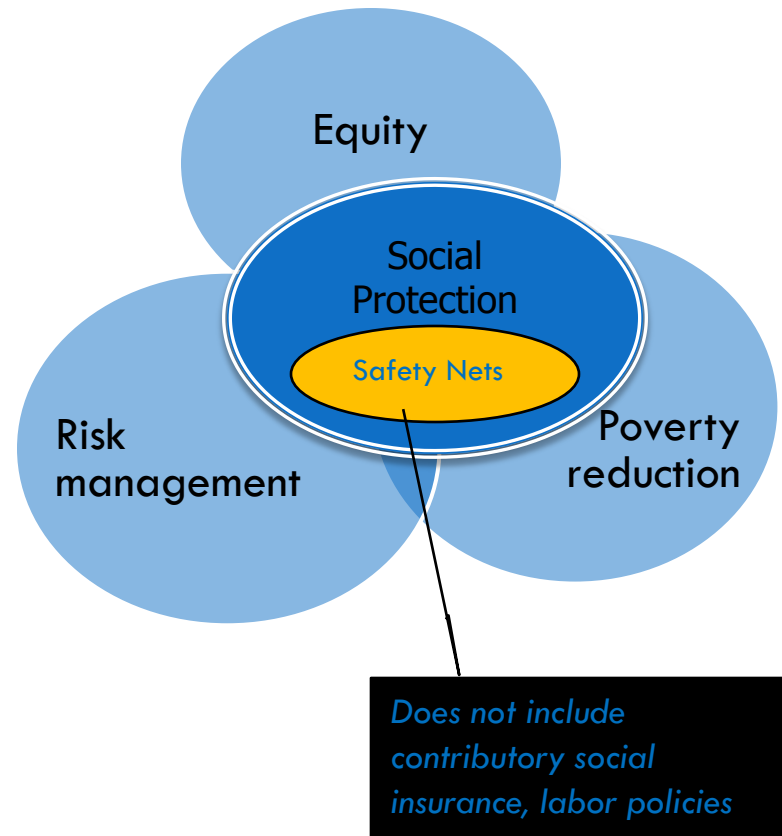 Equity
Social
Protection
Safety Nets
Risk
management
Poverty
reduction
Does not include
contributory social
insurance, labor policies